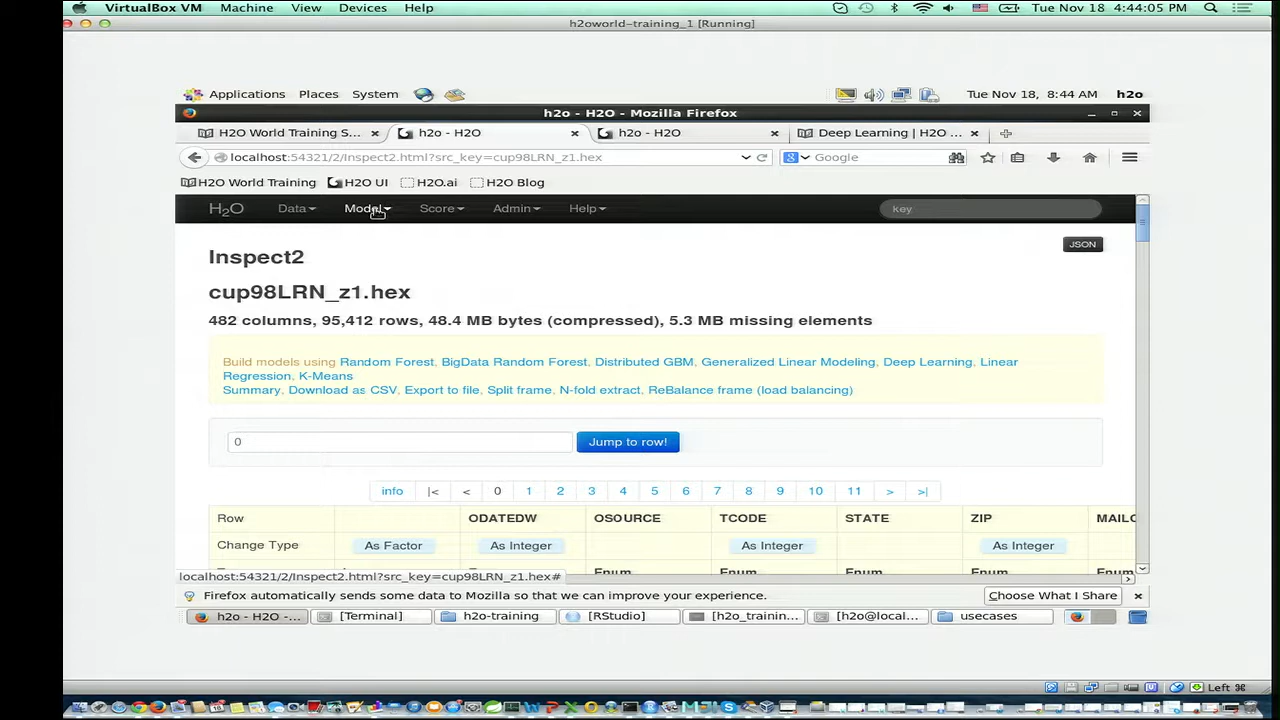 VirtualBox VM Machine View Devices Help Tue Nov 18 4:44:05 PM
h2oworld-training_1 [Running]
Applications Places System Tue Nov 18, 8:44 AM h2o
h2o - H2O - Mozilla Firefox
H2O World Training S... h2o - H2O h2o - H2O Deep Learning | H2O ...
localhost:54321/2/Inspect2.html?src_key=cup98LRN_z1.hex Google
H2O World Training H2O UI H2O.ai H2O Blog
H2O Data Model Score Admin Help key
Inspect2 JSON
cup98LRN_z1.hex
482 columns, 95,412 rows, 48.4 MB bytes (compressed), 5.3 MB missing elements
Build models using Random Forest, BigData Random Forest, Distributed GBM, Generalized Linear Modeling, Deep Learning, Linear
Regression, K-Means
Summary, Download as CSV, Export to file, Split frame, N-fold extract, ReBalance frame (load balancing)
0 Jump to row!
info |< < 0 1 2 3 4 5 6 7 8 9 10 11 > >|
Row ODATEDW OSOURCE TCODE STATE ZIP MAILC
Change Type As Factor As Integer As Integer As Integer
Enum Enum Enum
localhost:54321/2/Inspect2.html?src_key=cup98LRN_z1.hex#
Firefox automatically sends some data to Mozilla so that we can improve your experience. Choose What I Share
h2o - H2O -... [Terminal] h2o-training [RStudio] [h2o_trainin... [h2o@local... usecases
Left ⌘